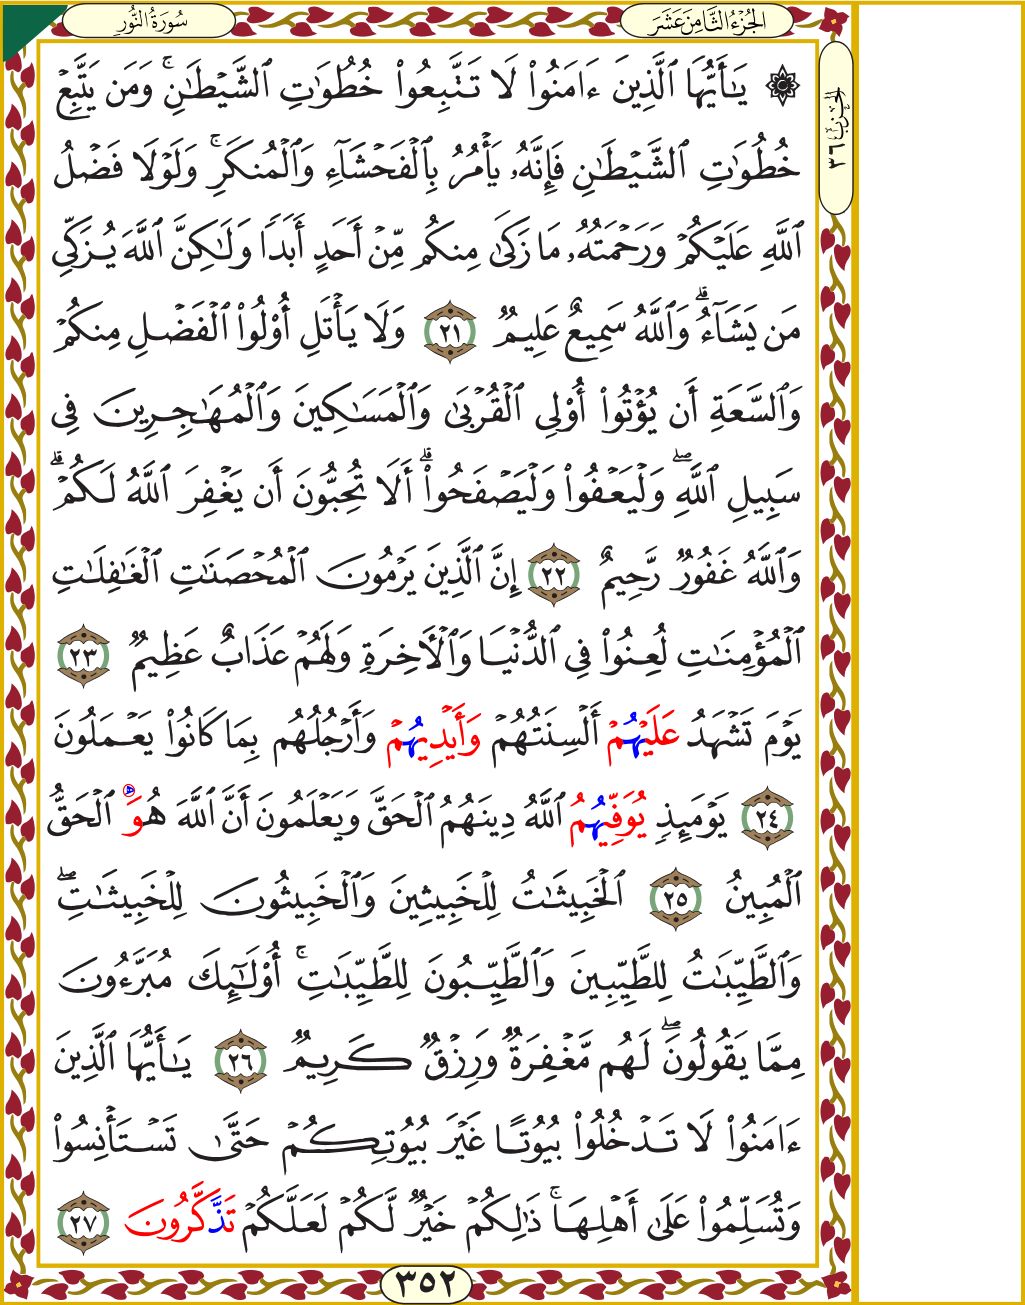 سُورَةُ النُّورِ
الجُزْءُ الثَّامِنَ عَشَرَ
الحِزْبُ ٣٦
۞ يَٰٓأَيُّهَا ٱلَّذِينَ ءَامَنُوا۟ لَا تَتَّبِعُوا۟ خُطُوَٰتِ ٱلشَّيْطَٰنِ ۚ وَمَن يَتَّبِعْ
خُطُوَٰتِ ٱلشَّيْطَٰنِ فَإِنَّهُۥ يَأْمُرُ بِٱلْفَحْشَآءِ وَٱلْمُنكَرِ ۚ وَلَوْلَا فَضْلُ
ٱللَّهِ عَلَيْكُمْ وَرَحْمَتُهُۥ مَا زَكَىٰ مِنكُم مِّنْ أَحَدٍ أَبَدًا وَلَٰكِنَّ ٱللَّهَ يُزَكِّى
مَن يَشَآءُ ۗ وَٱللَّهُ سَمِيعٌ عَلِيمٌ ٢١ وَلَا يَأْتَلِ أُو۟لُوا۟ ٱلْفَضْلِ مِنكُمْ
وَٱلسَّعَةِ أَن يُؤْتُوٓا۟ أُو۟لِى ٱلْقُرْبَىٰ وَٱلْمَسَٰكِينَ وَٱلْمُهَٰجِرِينَ فِى
سَبِيلِ ٱللَّهِ ۖ وَلْيَعْفُوا۟ وَلْيَصْفَحُوٓا۟ ۗ أَلَا تُحِبُّونَ أَن يَغْفِرَ ٱللَّهُ لَكُمْ ۗ
وَٱللَّهُ غَفُورٌ رَّحِيمٌ ٢٢ إِنَّ ٱلَّذِينَ يَرْمُونَ ٱلْمُحْصَنَٰتِ ٱلْغَٰفِلَٰتِ
ٱلْمُؤْمِنَٰتِ لُعِنُوا۟ فِى ٱلدُّنْيَا وَٱلْءَاخِرَةِ وَلَهُمْ عَذَابٌ عَظِيمٌ ٢٣
يَوْمَ تَشْهَدُ عَلَيْهُمْ أَلْسِنَتُهُمْ وَأَيْدِيهُمْ وَأَرْجُلُهُم بِمَا كَانُوا۟ يَعْمَلُونَ
٢٤ يَوْمَئِذٍ يُوَفِّيهُمُ ٱللَّهُ دِينَهُمُ ٱلْحَقَّ وَيَعْلَمُونَ أَنَّ ٱللَّهَ هُوَ ٱلْحَقُّ
ٱلْمُبِينُ ٢٥ ٱلْخَبِيثَٰتُ لِلْخَبِيثِينَ وَٱلْخَبِيثُونَ لِلْخَبِيثَٰتِ ۖ
وَٱلطَّيِّبَٰتُ لِلطَّيِّبِينَ وَٱلطَّيِّبُونَ لِلطَّيِّبَٰتِ ۚ أُو۟لَٰٓئِكَ مُبَرَّءُونَ
مِمَّا يَقُولُونَ ۖ لَهُم مَّغْفِرَةٌ وَرِزْقٌ كَرِيمٌ ٢٦ يَٰٓأَيُّهَا ٱلَّذِينَ
ءَامَنُوا۟ لَا تَدْخُلُوا۟ بُيُوتًا غَيْرَ بُيُوتِكُمْ حَتَّىٰ تَسْتَأْنِسُوا۟
وَتُسَلِّمُوا۟ عَلَىٰٓ أَهْلِهَا ۚ ذَٰلِكُمْ خَيْرٌ لَّكُمْ لَعَلَّكُمْ تَذَّكَّرُونَ ٢٧
٣٥٢